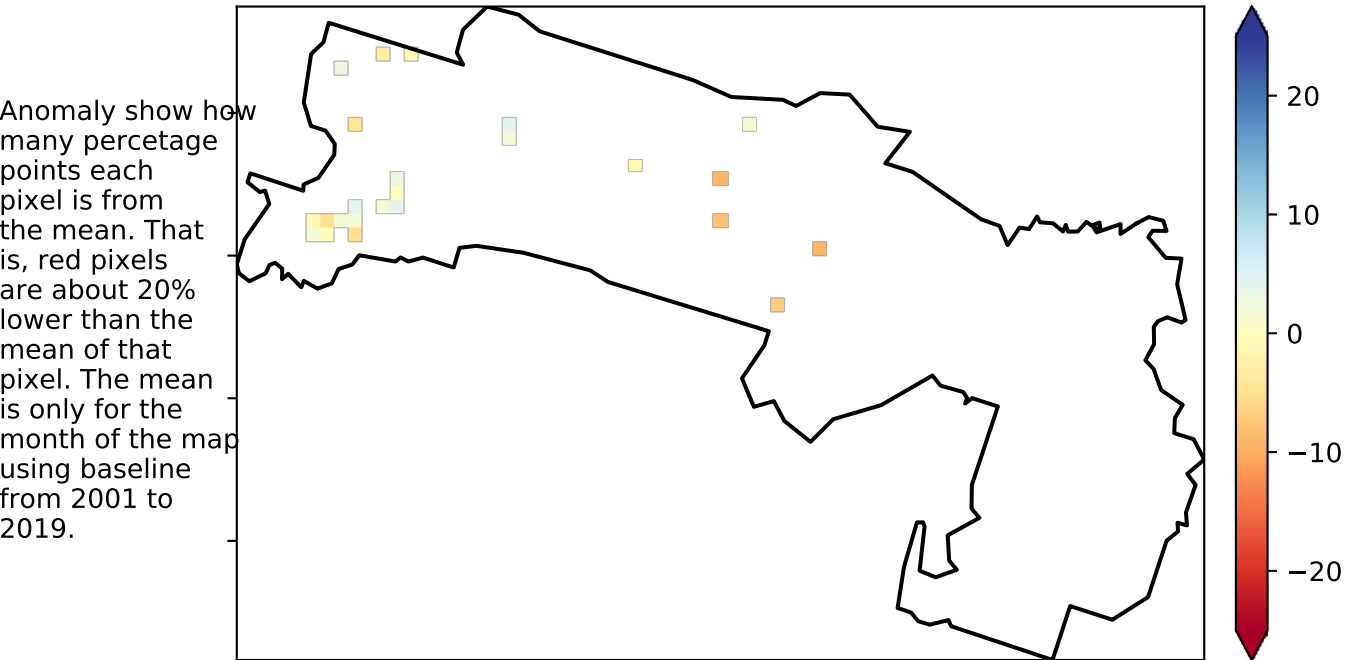 Anomaly show how
many percetage
points each
pixel is from
the mean. That
is, red pixels
are about 20%
lower than the
mean of that
pixel. The mean
is only for the
month of the map
using baseline
from 2001 to
2019.
20
10
0
−10
−20